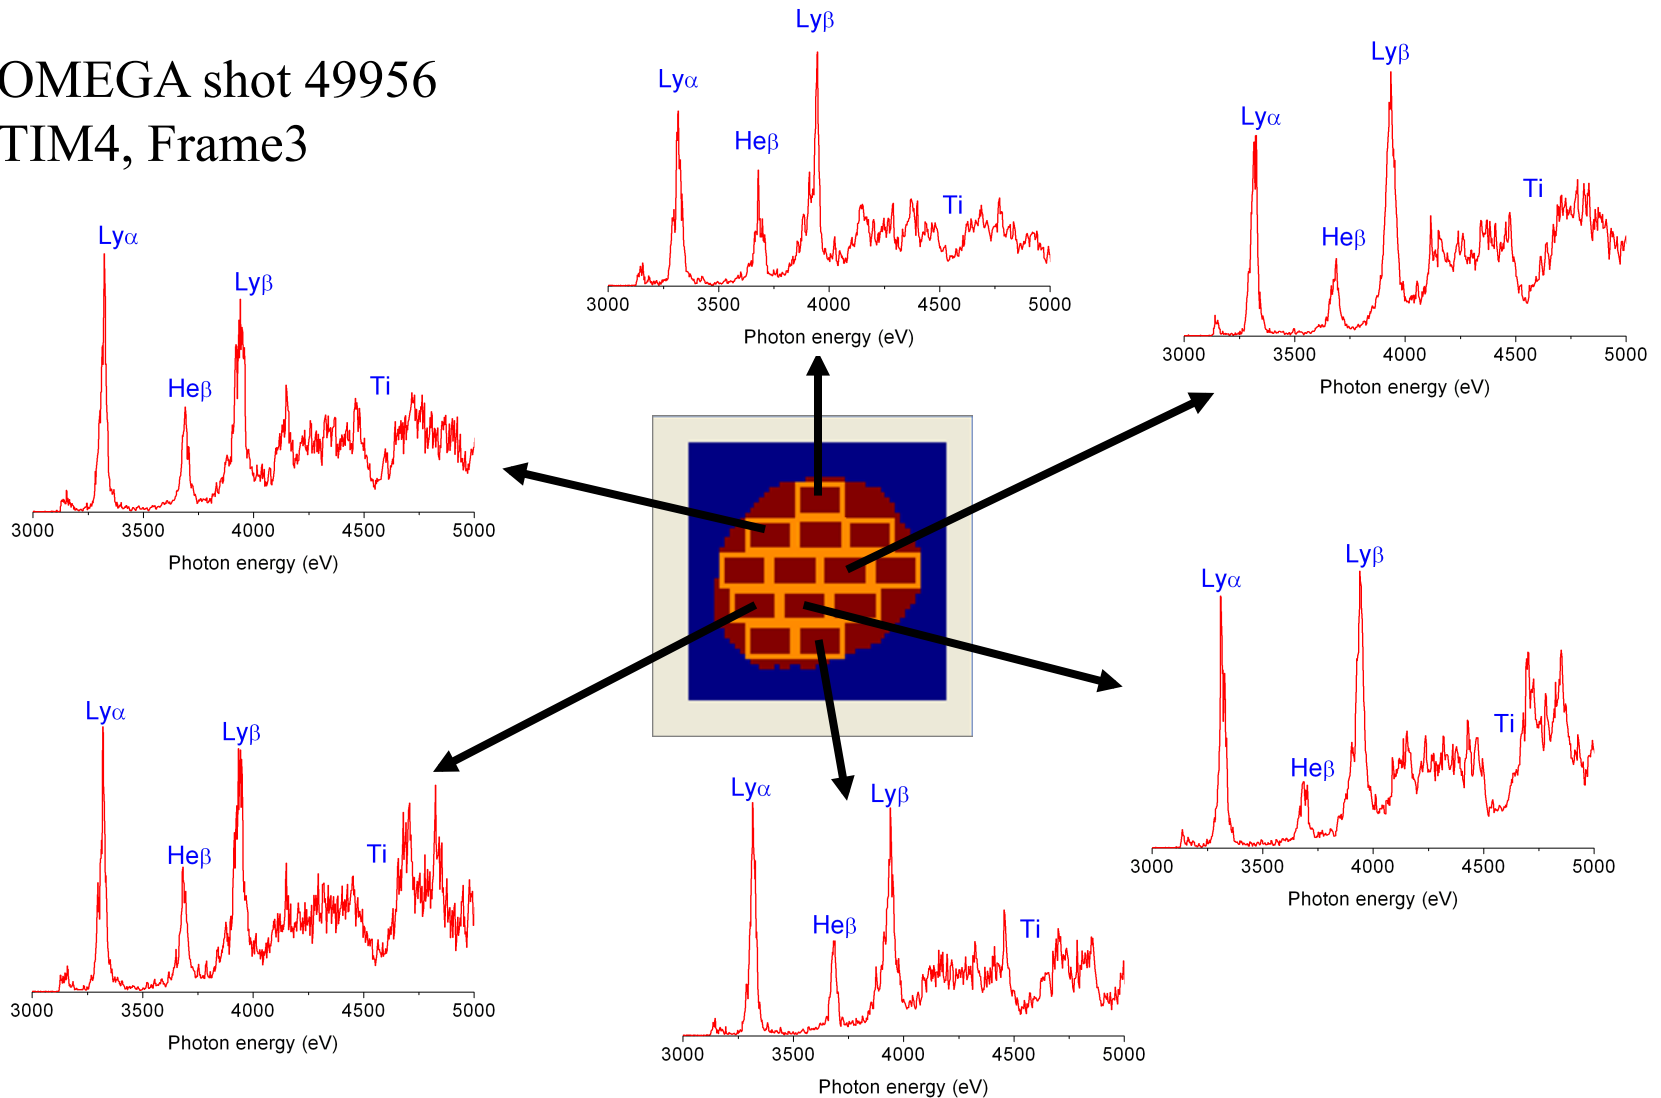 OMEGA shot 49956
TIM4, Frame3
Lyβ
Lyα
Heβ
Ti
3000 3500 4000 4500 5000
Photon energy (eV)
Lyβ
Lyα
Heβ
Ti
3000 3500 4000 4500 5000
Photon energy (eV)
Lyα
Lyβ
Heβ
Ti
3000 3500 4000 4500 5000
Photon energy (eV)
Lyβ
Lyα
Heβ
Ti
3000 3500 4000 4500 5000
Photon energy (eV)
Lyα
Lyβ
Heβ
Ti
3000 3500 4000 4500 5000
Photon energy (eV)
Lyα
Lyβ
Heβ
Ti
3000 3500 4000 4500 5000
Photon energy (eV)